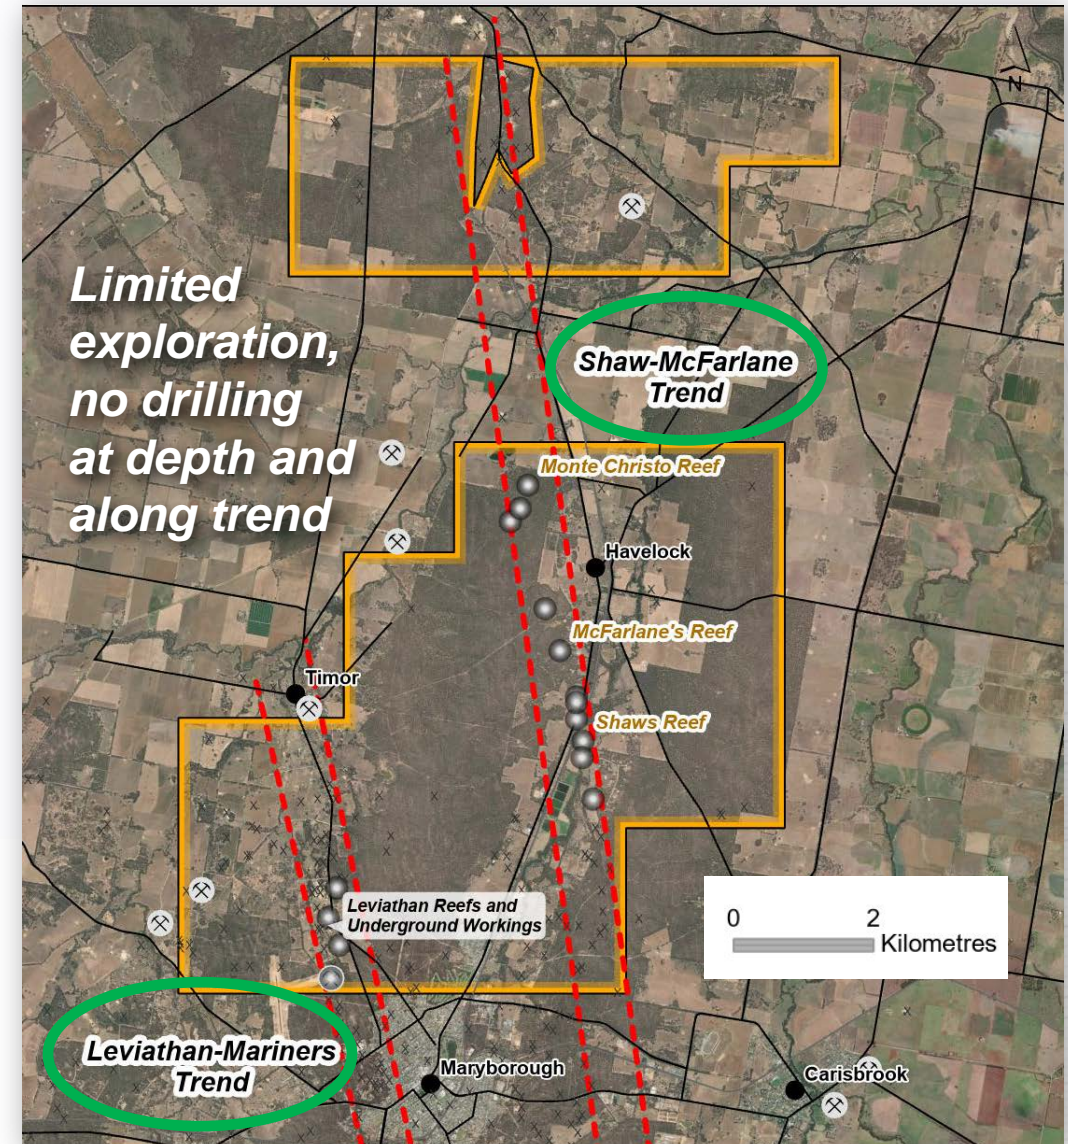 N
Limited
exploration,
no drilling
at depth and
along trend
Shaw-McFarlane
Trend
Monte Christo Reef
Havelock
McFarlane's Reef
Timor
Shaws Reef
Leviathan Reefs and
Underground Workings
0 2
Kilometres
Leviathan-Mariners
Trend
Maryborough
Carisbrook